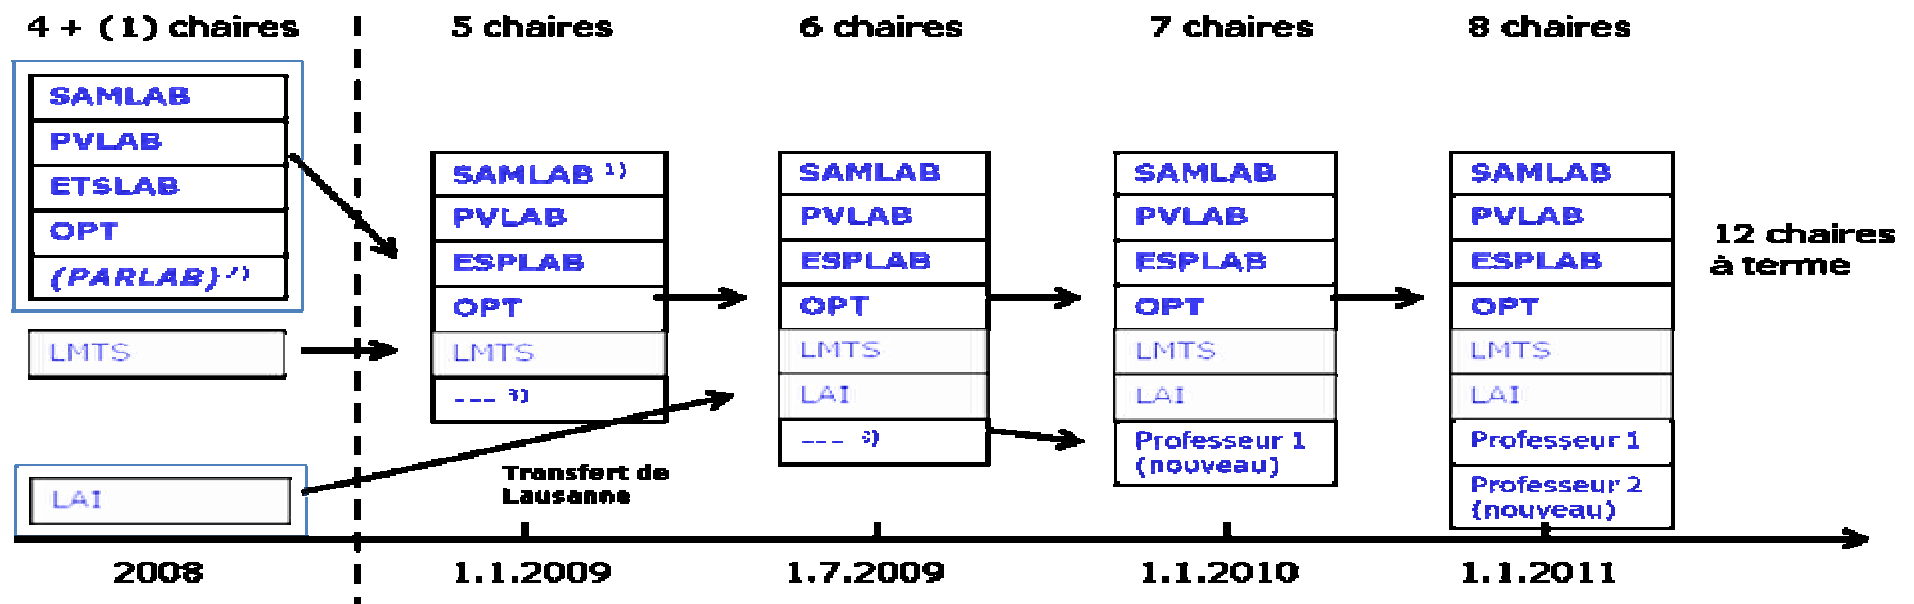 4 + (1) chaires
SAMLAB
PVLAB
ETSLAB
OPT
(PARLAB)
LMTS
LAI
2008
5 chaires
SAMLAB 1)
PVLAB
ESPLAB
OPT
LMTS
--- 3)
Transfert de
Lausanne
1.1.2009
6 chaires
SAMLAB
PVLAB
ESPLAB
OPT
LMTS
LAI
--- 3)
1.7.2009
7 chaires
SAMLAB
PVLAB
ESPLAB
OPT
LMTS
LAI
Professeur 1
(nouveau)
1.1.2010
8 chaires
SAMLAB
PVLAB
ESPLAB
OPT
LMTS
LAI
Professeur 1
Professeur 2
(nouveau)
1.1.2011
12 chaires
à terme